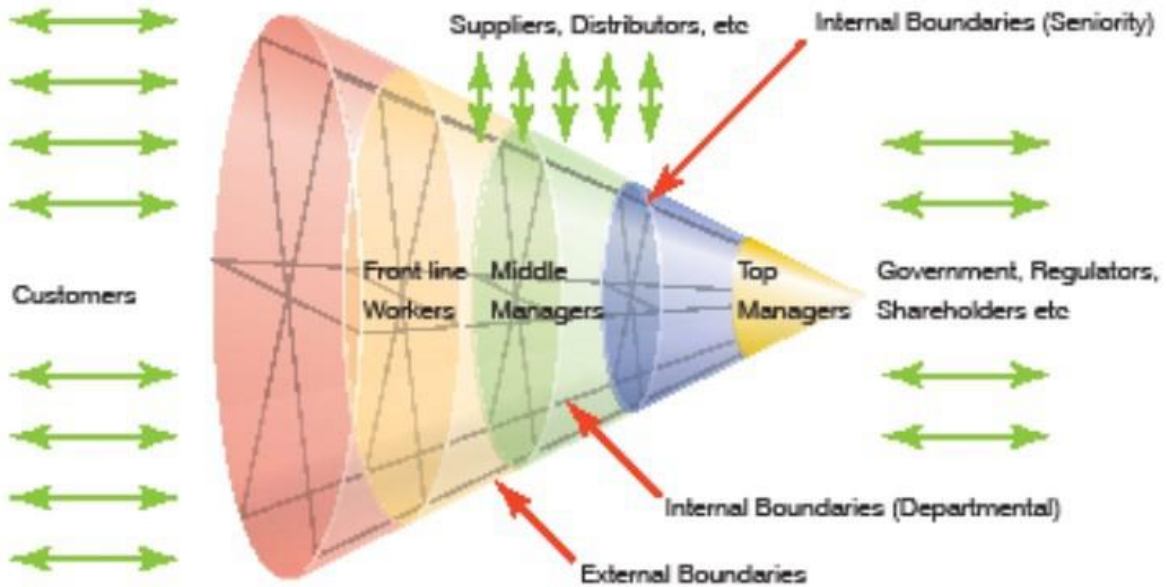 Suppliers, Distributors, etc
Internal Boundaries (Seniority)
Customers
Front line
Workers
Middle
Managers
Top
Managers
Government, Regulators,
Shareholders etc
Internal Boundaries (Departmental)
External Boundaries